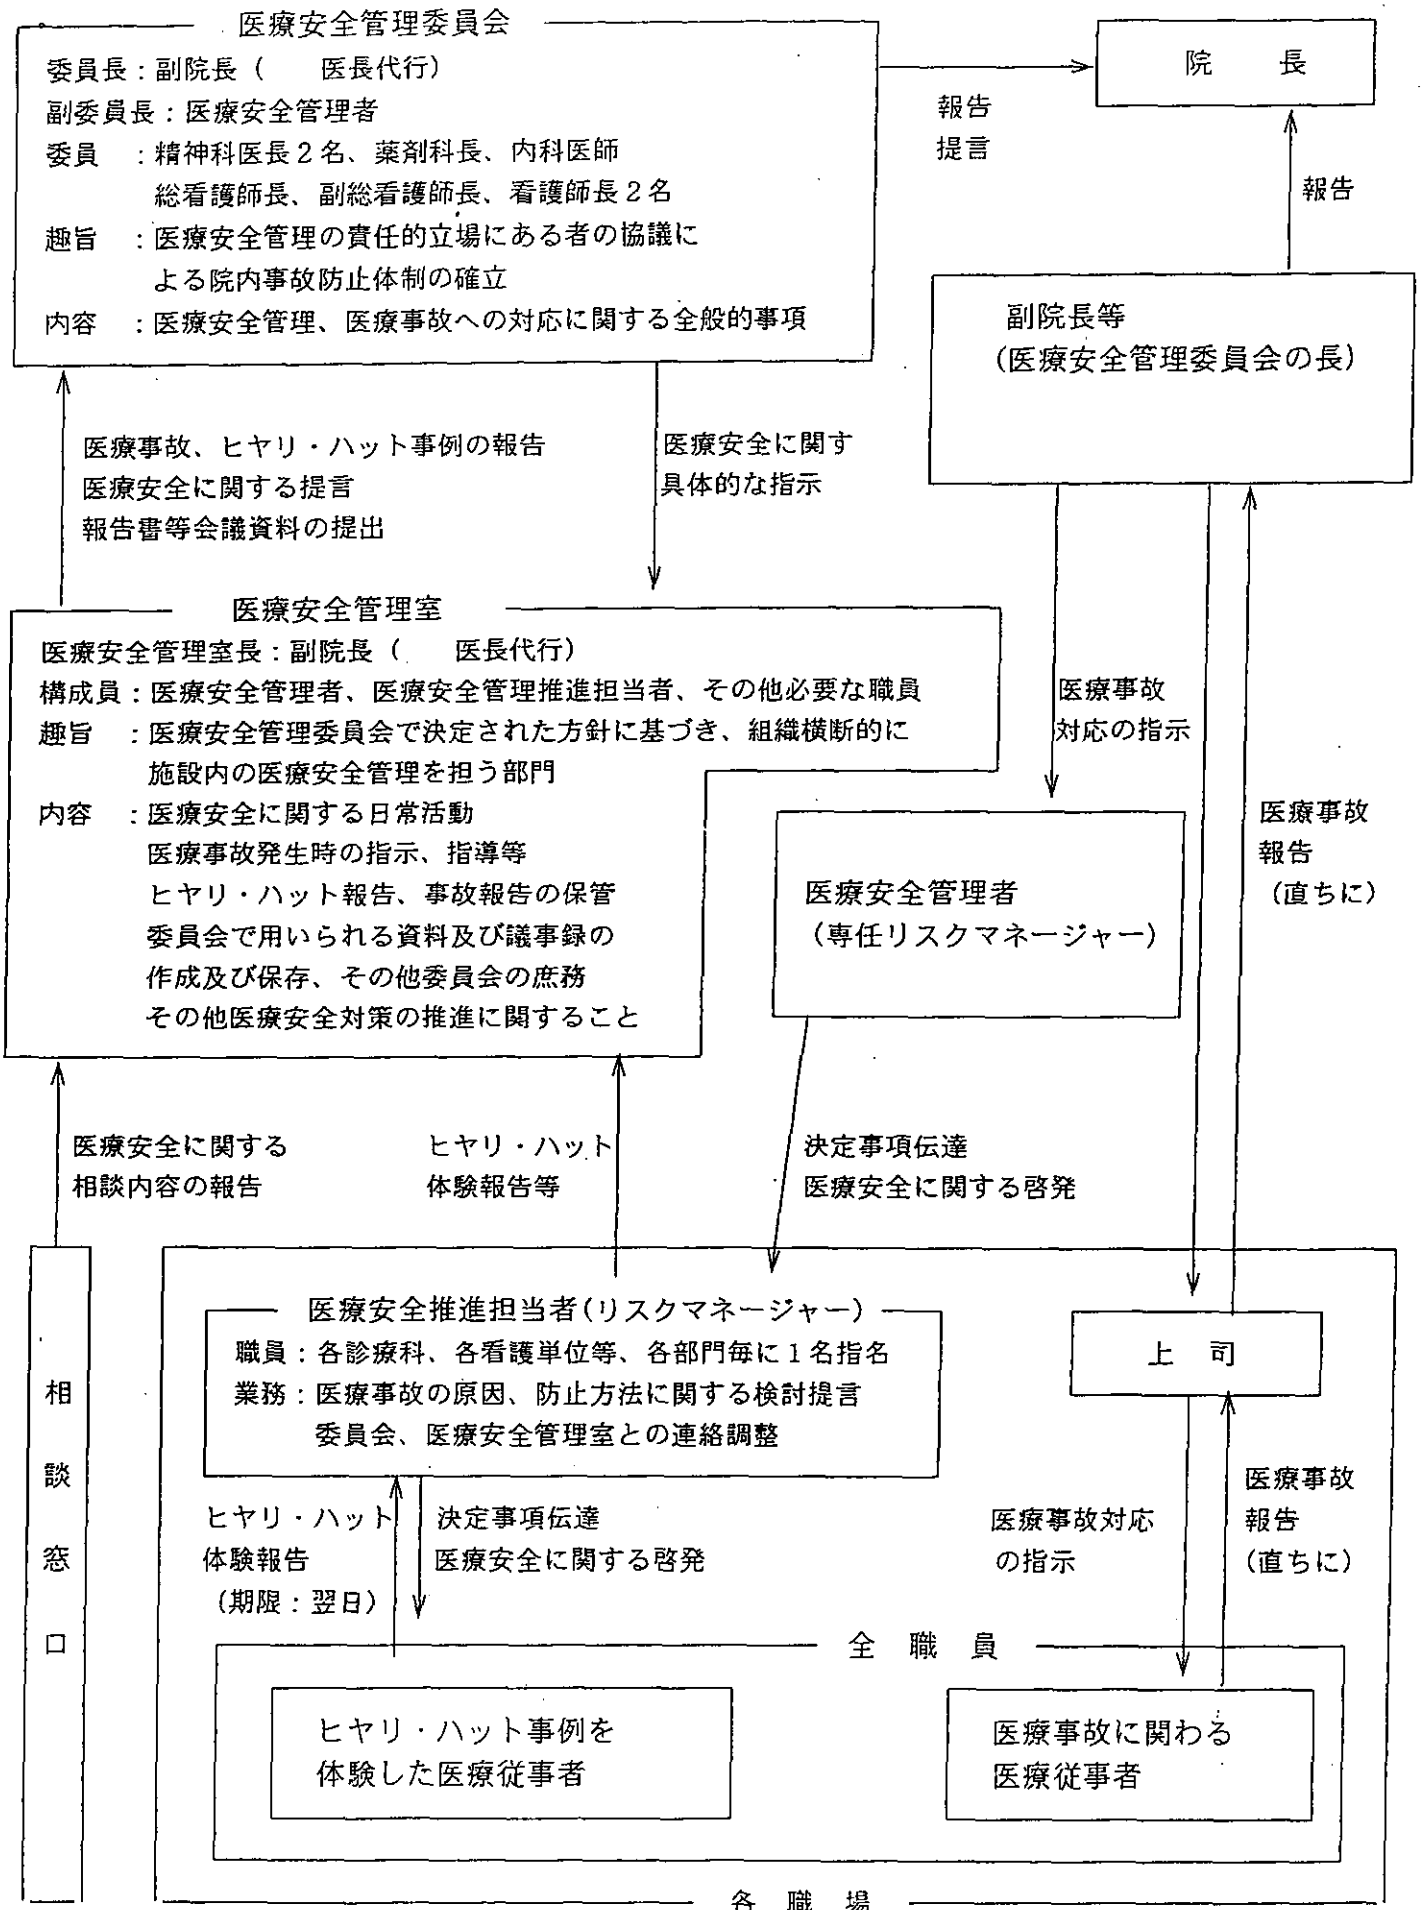 医療安全管理委員会
委員長：副院長（　　医長代行）
副委員長：医療安全管理者
委員　：精神科医長２名、薬剤科長、内科医師
総看護師長、副総看護師長、看護師長２名
趣旨　：医療安全管理の責任的立場にある者の協議に
よる院内事故防止体制の確立
内容　：医療安全管理、医療事故への対応に関する全般的事項
報告
提言
院　　長
報告
副院長等
（医療安全管理委員会の長）
医療事故、ヒヤリ・ハット事例の報告
医療安全に関する提言
報告書等会議資料の提出
医療安全に関す
具体的な指示
医療安全管理室
医療安全管理室長：副院長（　　医長代行）
構成員：医療安全管理者、医療安全管理推進担当者、その他必要な職員
趣旨　：医療安全管理委員会で決定された方針に基づき、組織横断的に
施設内の医療安全管理を担う部門
内容　：医療安全に関する日常活動
医療事故発生時の指示、指導等
ヒヤリ・ハット報告、事故報告の保管
委員会で用いられる資料及び議事録の
作成及び保存、その他委員会の庶務
その他医療安全対策の推進に関すること
医療事故
対応の指示
医療安全管理者
（専任リスクマネージャー）
医療事故
報告
（直ちに）
医療安全に関する
相談内容の報告
ヒヤリ・ハット
体験報告等
決定事項伝達
医療安全に関する啓発
相談窓口
医療安全推進担当者（リスクマネージャー）
職員：各診療科、各看護単位等、各部門毎に１名指名
業務：医療事故の原因、防止方法に関する検討提言
委員会、医療安全管理室との連絡調整
上　司
ヒヤリ・ハット
体験報告
（期限：翌日）
決定事項伝達
医療安全に関する啓発
医療事故対応
の指示
医療事故
報告
（直ちに）
全　職　員
ヒヤリ・ハット事例を
体験した医療従事者
医療事故に関わる
医療従事者
各　職　場